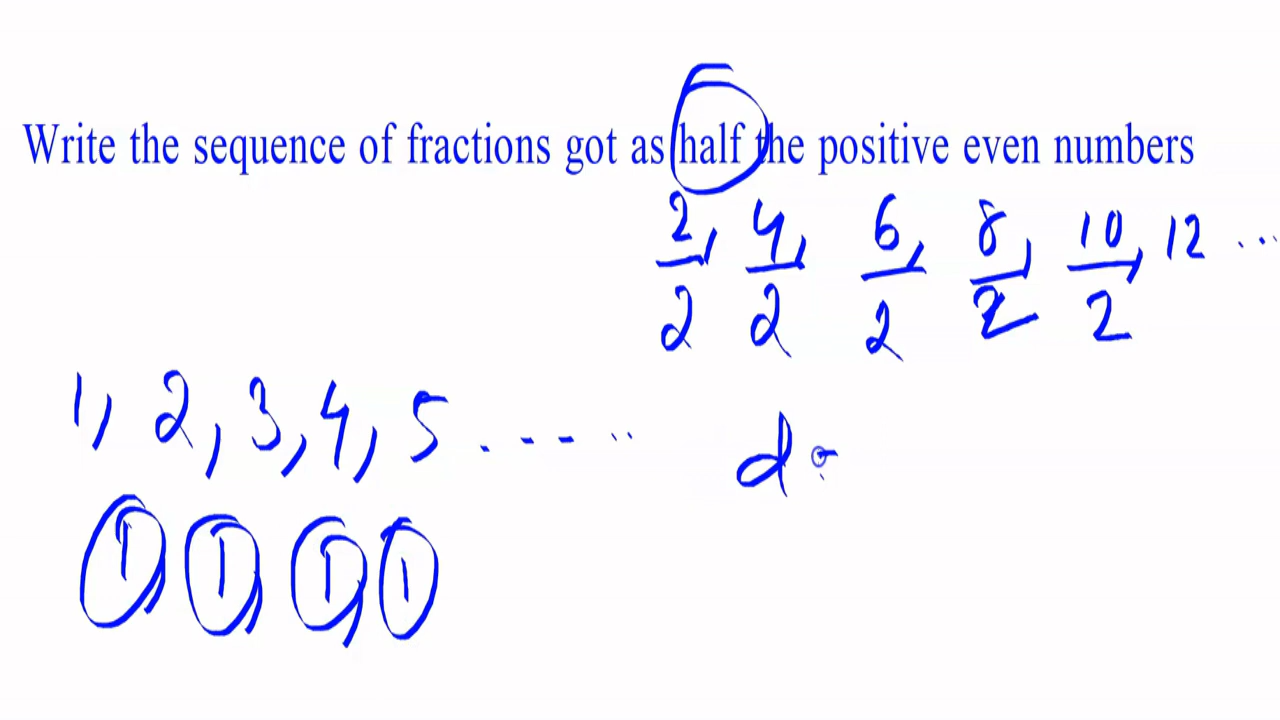 Write the sequence of fractions got as half the positive even numbers
2/2, 4/2, 6/2, 8/2, 10/2, 12 ...
1, 2, 3, 4, 5 - - - - ..
d
1, 1, 1, 1